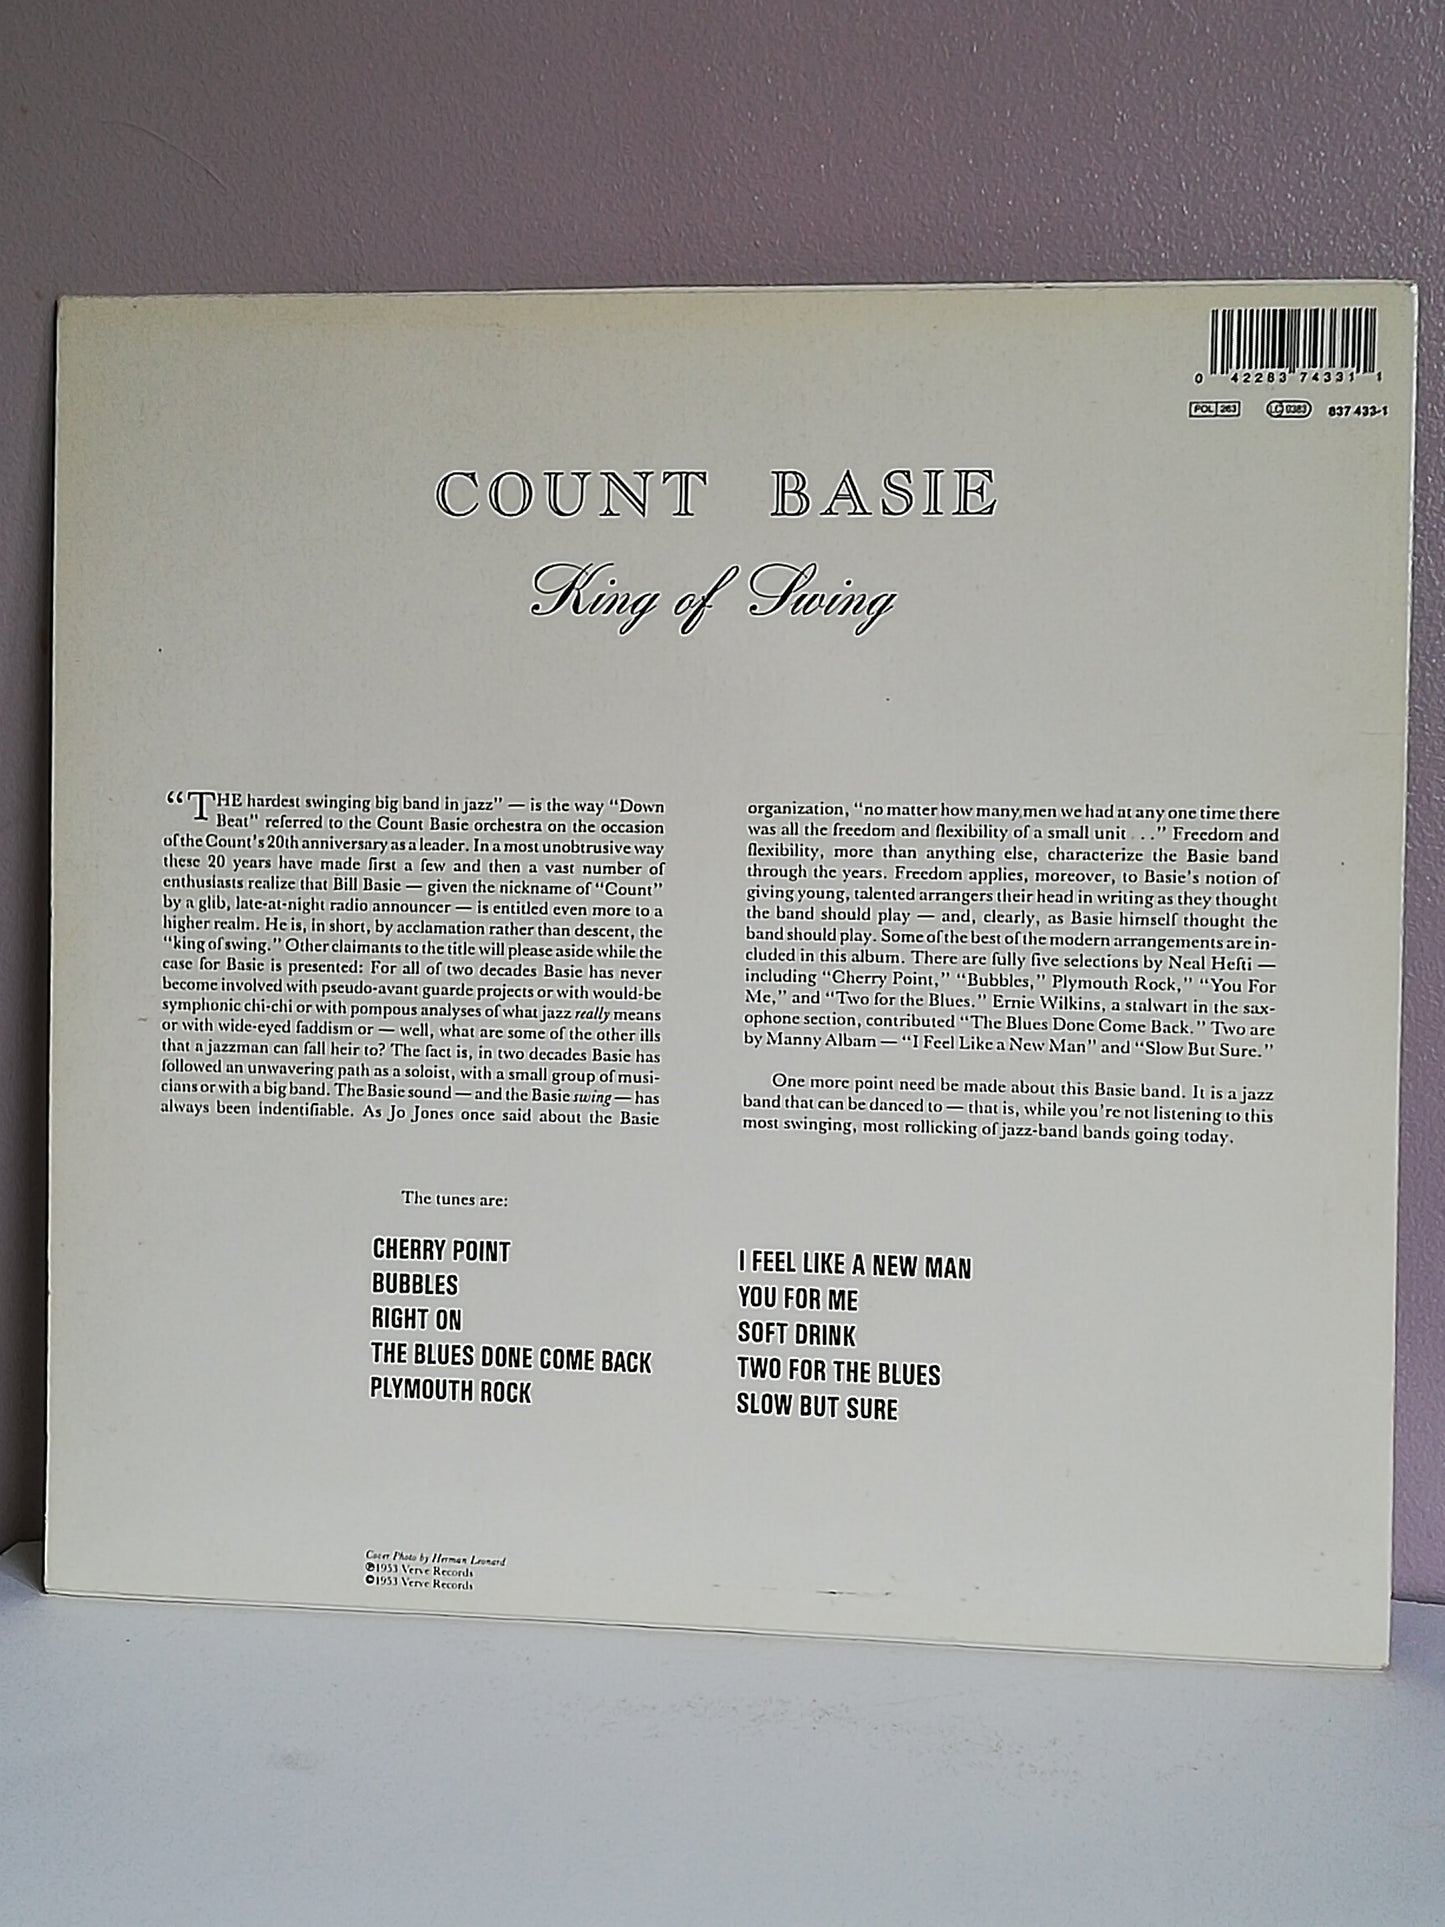 0 42283 74331 1
POL 263 LC 0383 837 433-1
COUNT BASIE
King of Swing
“THE hardest swinging big band in jazz” — is the way “Down
Beat” referred to the Count Basie orchestra on the occasion
of the Count’s 20th anniversary as a leader. In a most unobtrusive way
these 20 years have made first a few and then a vast number of
enthusiasts realize that Bill Basie — given the nickname of “Count”
by a glib, late-at-night radio announcer — is entitled even more to a
higher realm. He is, in short, by acclamation rather than descent, the
“king of swing.” Other claimants to the title will please aside while the
case for Basie is presented: For all of two decades Basie has never
become involved with pseudo-avant guarde projects or with would-be
symphonic chi-chi or with pompous analyses of what jazz really means
or with wide-eyed faddism or — well, what are some of the other ills
that a jazzman can fall heir to? The fact is, in two decades Basie has
followed an unwavering path as a soloist, with a small group of musi-
cians or with a big band. The Basie sound — and the Basie swing — has
always been indentifiable. As Jo Jones once said about the Basie
organization, “no matter how many men we had at any one time there
was all the freedom and flexibility of a small unit . . .” Freedom and
flexibility, more than anything else, characterize the Basie band
through the years. Freedom applies, moreover, to Basie’s notion of
giving young, talented arrangers their head in writing as they thought
the band should play — and, clearly, as Basie himself thought the
band should play. Some of the best of the modern arrangements are in-
cluded in this album. There are fully five selections by Neal Hefti —
including “Cherry Point,” “Bubbles,” Plymouth Rock,” “You For
Me,” and “Two for the Blues.” Ernie Wilkins, a stalwart in the sax-
ophone section, contributed “The Blues Done Come Back.” Two are
by Manny Albam — “I Feel Like a New Man” and “Slow But Sure.”
One more point need be made about this Basie band. It is a jazz
band that can be danced to — that is, while you’re not listening to this
most swinging, most rollicking of jazz-band bands going today.
The tunes are:
CHERRY POINT
BUBBLES
RIGHT ON
THE BLUES DONE COME BACK
PLYMOUTH ROCK
I FEEL LIKE A NEW MAN
YOU FOR ME
SOFT DRINK
TWO FOR THE BLUES
SLOW BUT SURE
Cover Photo by Herman Leonard
℗1953 Verve Records
©1953 Verve Records